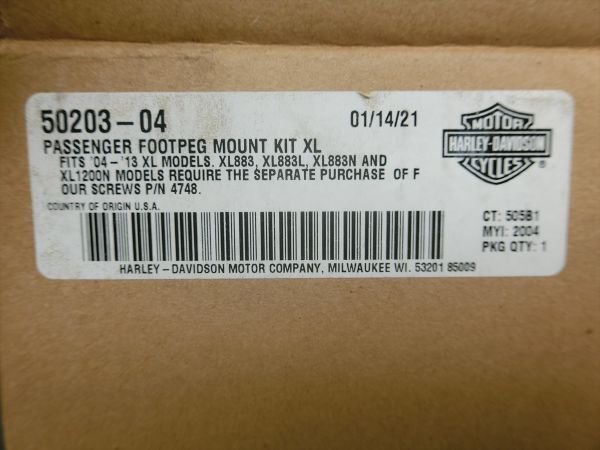 50203-04 01/14/21
PASSENGER FOOTPEG MOUNT KIT XL
FITS '04-'13 XL MODELS. XL883, XL883L, XL883N AND
XL1200N MODELS REQUIRE THE SEPARATE PURCHASE OF F
OUR SCREWS P/N 4748.
COUNTRY OF ORIGIN U.S.A.
MOTOR
HARLEY-DAVIDSON
CYCLES
CT: 505B1
MYI: 2004
PKG QTY: 1
HARLEY-DAVIDSON MOTOR COMPANY, MILWAUKEE WI. 53201 85009